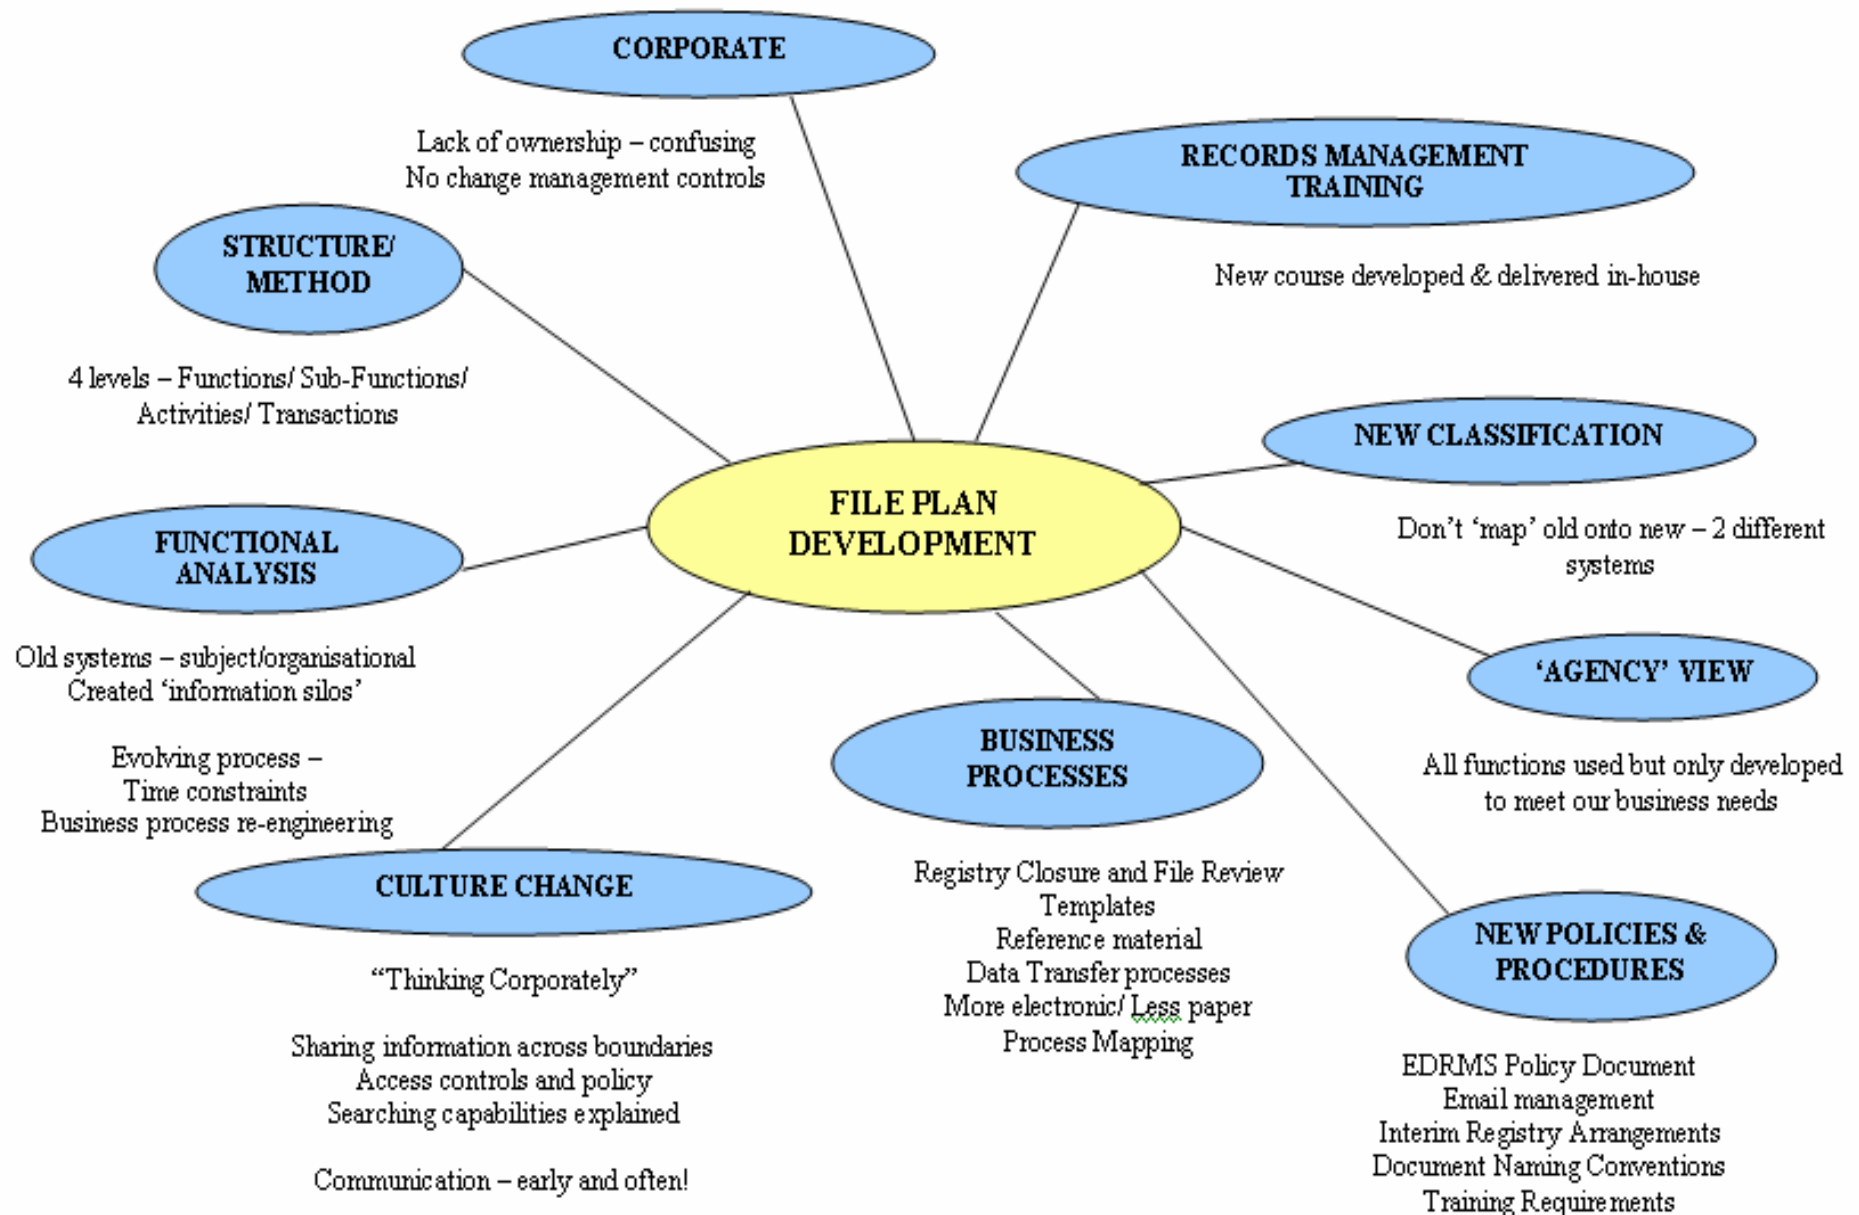 CORPORATE
Lack of ownership – confusing
No change management controls
RECORDS MANAGEMENT
TRAINING
New course developed & delivered in-house
STRUCTURE/
METHOD
4 levels – Functions/ Sub-Functions/
Activities/ Transactions
NEW CLASSIFICATION
Don’t ‘map’ old onto new – 2 different
systems
FILE PLAN
DEVELOPMENT
FUNCTIONAL
ANALYSIS
Old systems – subject/organisational
Created ‘information silos’
Evolving process –
Time constraints
Business process re-engineering
‘AGENCY’ VIEW
All functions used but only developed
to meet our business needs
BUSINESS
PROCESSES
Registry Closure and File Review
Templates
Reference material
Data Transfer processes
More electronic/ Less paper
Process Mapping
CULTURE CHANGE
“Thinking Corporately”
Sharing information across boundaries
Access controls and policy
Searching capabilities explained
Communication – early and often!
NEW POLICIES &
PROCEDURES
EDRMS Policy Document
Email management
Interim Registry Arrangements
Document Naming Conventions
Training Requirements